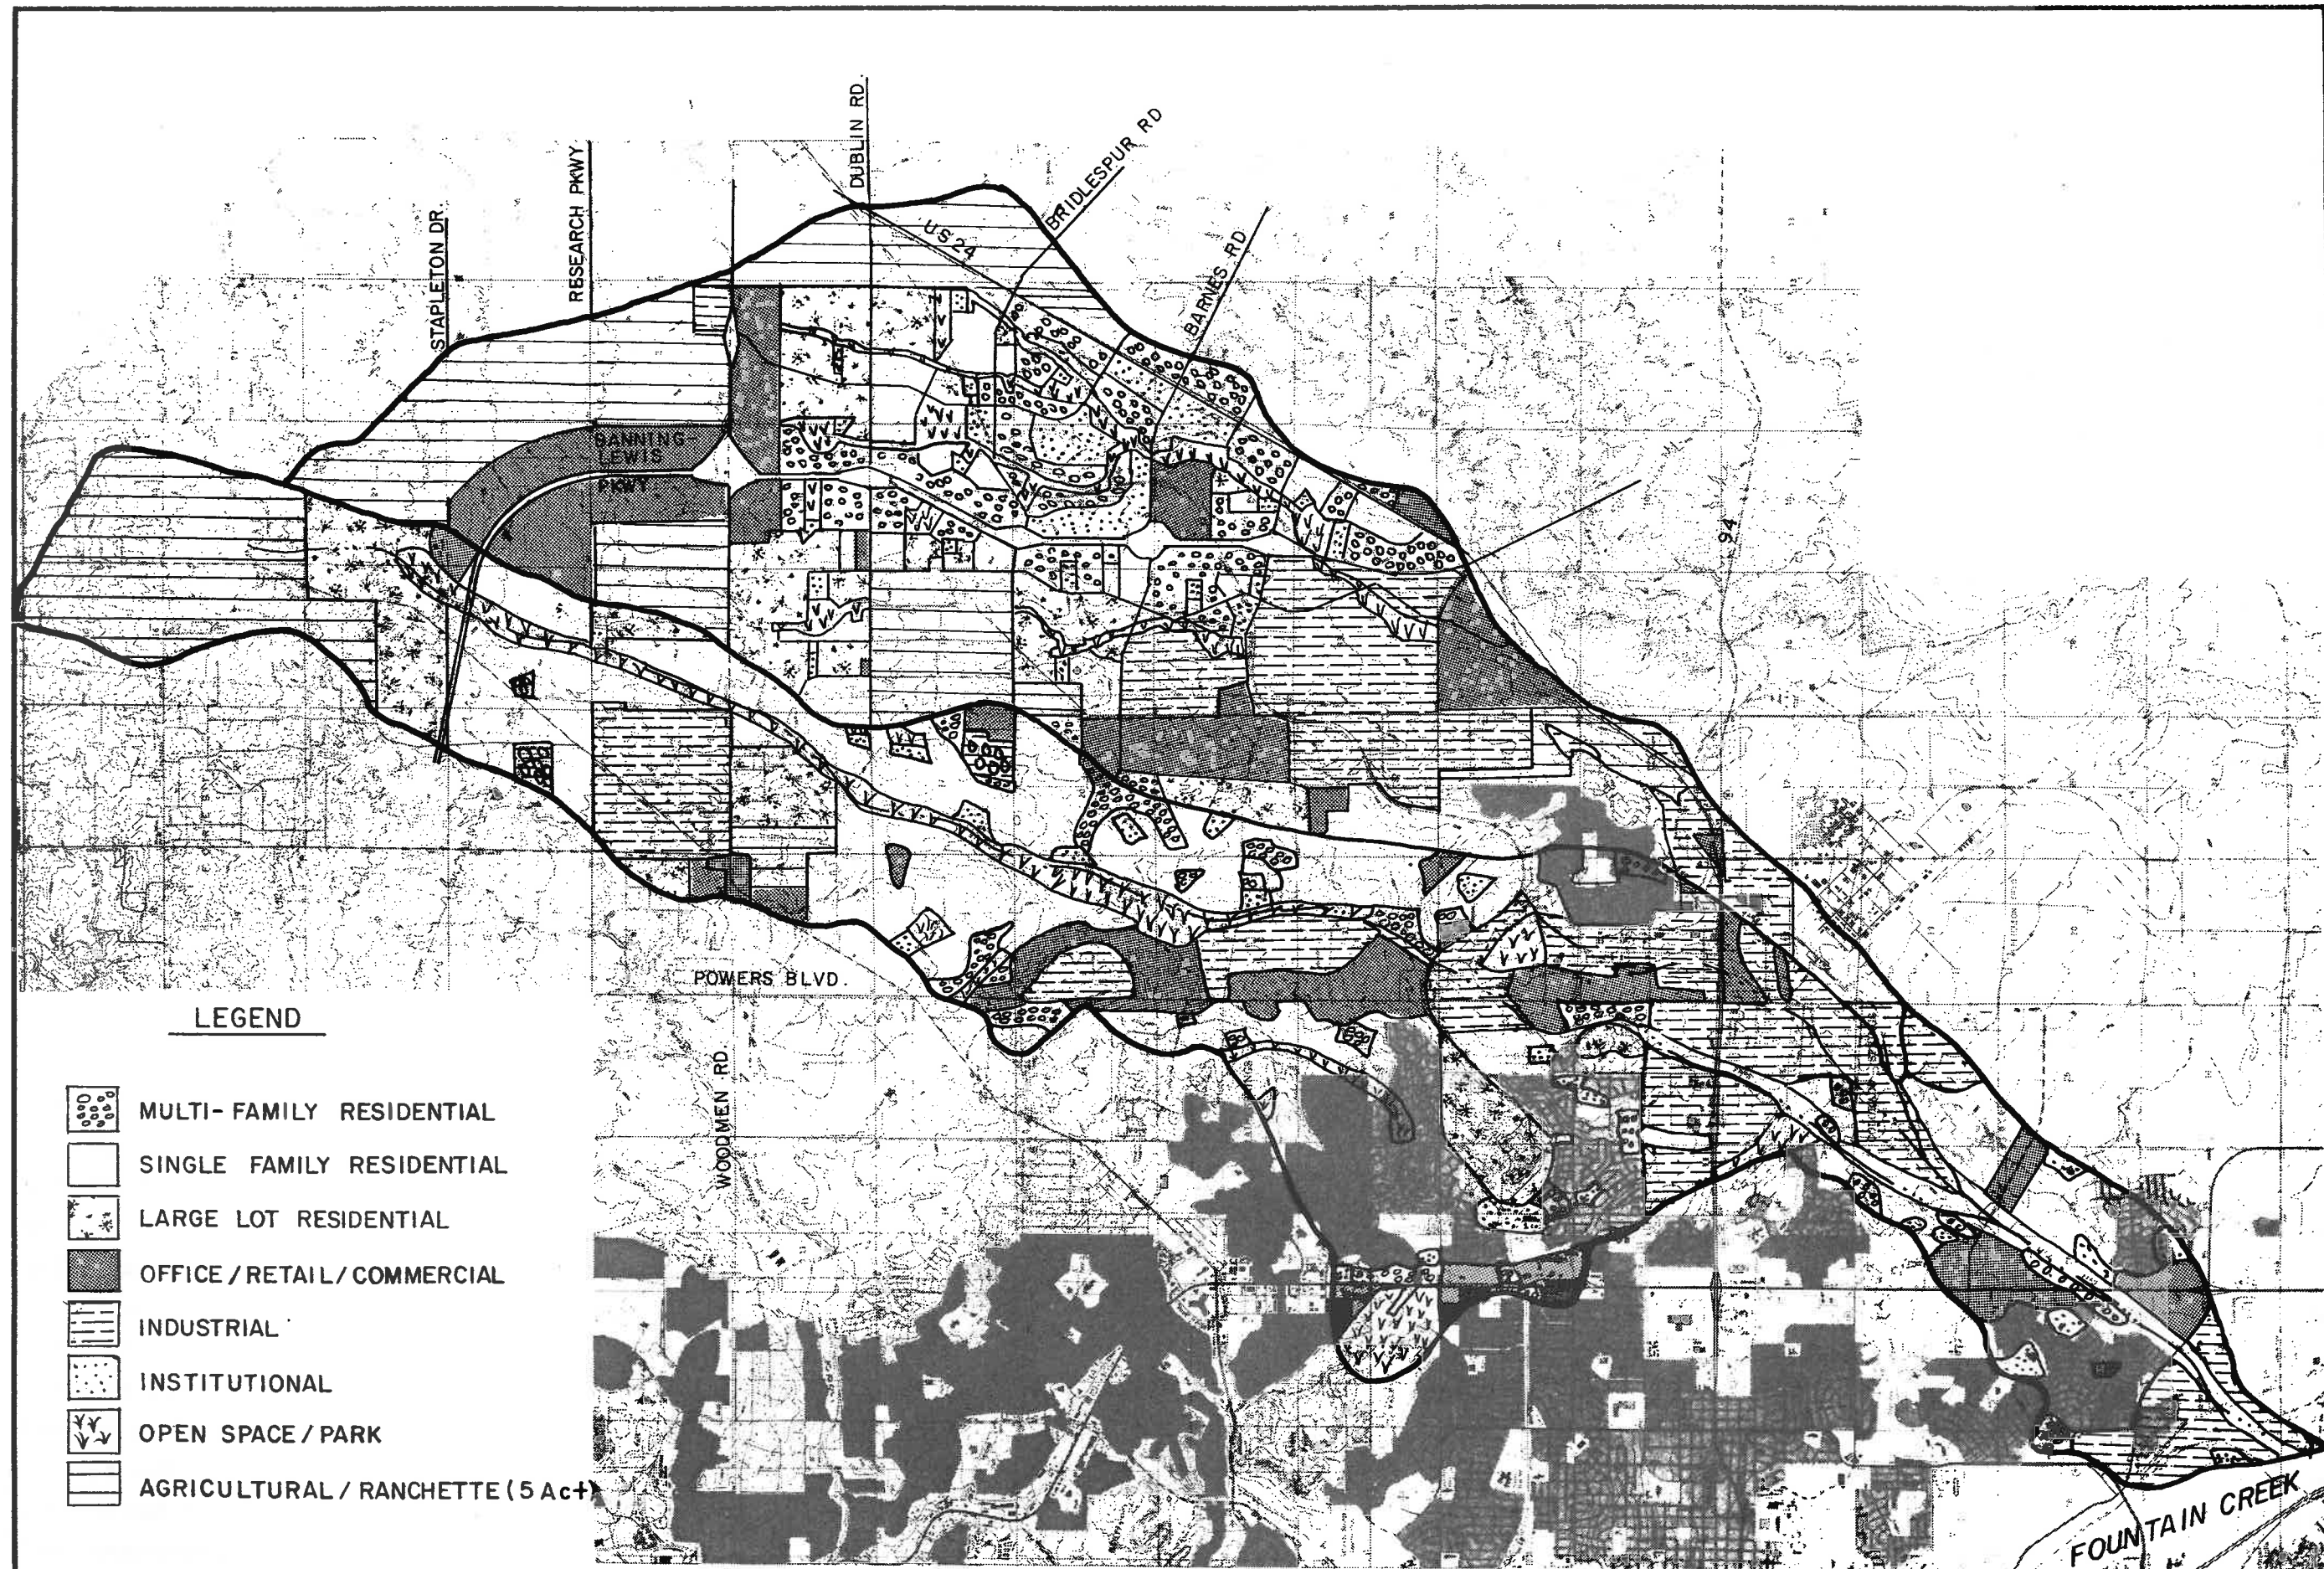 DUBLIN RD.
BRIDLESPUR RD
RESEARCH PKWY
STAPLETON DR.
US 24
BARNES RD
BANNING-
LEWIS
PKWY
94
POWERS BLVD.
WOODMEN RD.
LEGEND
MULTI-FAMILY RESIDENTIAL
SINGLE FAMILY RESIDENTIAL
LARGE LOT RESIDENTIAL
OFFICE/RETAIL/COMMERCIAL
INDUSTRIAL
INSTITUTIONAL
OPEN SPACE/PARK
AGRICULTURAL/RANCHETTE (5 Ac+)
FOUNTAIN CREEK